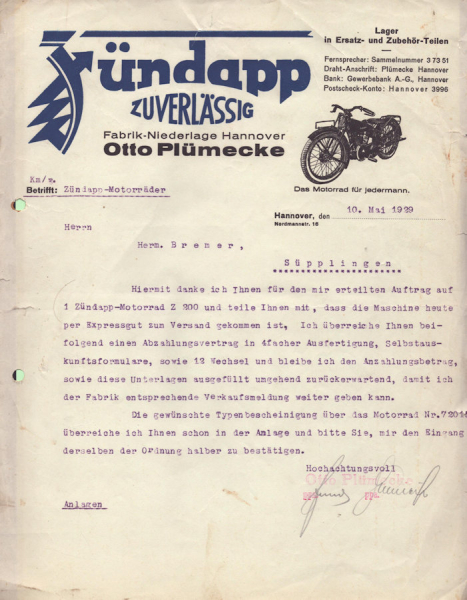 Zündapp
ZUVERLÄSSIG
Fabrik-Niederlage Hannover
Otto Plümecke
Lager
in Ersatz- und Zubehör-Teilen
Fernsprecher: Sammelnummer 3 73 51
Draht-Anschrift: Plümecke Hannover
Bank: Gewerbebank A.-G., Hannover
Postscheck-Konto: Hannover 3996
Das Motorrad für jedermann.
Km/w.
Betrifft: Zündapp-Motorräder
Hannover, den 10. Mai 1929
Nordmannstr. 16
Herrn
Herm. Bremer,
Süpplingen
Hiermit danke ich Ihnen für den mir erteilten Auftrag auf
1 Zündapp-Motorrad Z 200 und teile Ihnen mit, dass die Maschine heute
per Expressgut zum Versand gekommen ist. Ich überreiche Ihnen bei-
folgend einen Abzahlungsvertrag in 4facher Ausfertigung, Selbstaus-
kunftsformulare, sowie 12 Wechsel und bleibe ich den Anzahlungsbetrag,
sowie diese Unterlagen ausgefüllt umgehend zurückerwartend, damit ich
der Fabrik entsprechende Verkaufsmeldung weiter geben kann.
Die gewünschte Typenbescheinigung über das Motorrad Nr.
überreiche ich Ihnen schon in der Anlage und bitte Sie, mir den Eingang
derselben der Ordnung halber zu bestätigen.
Hochachtungsvoll
Otto Plümecke
ppa.
Anlagen